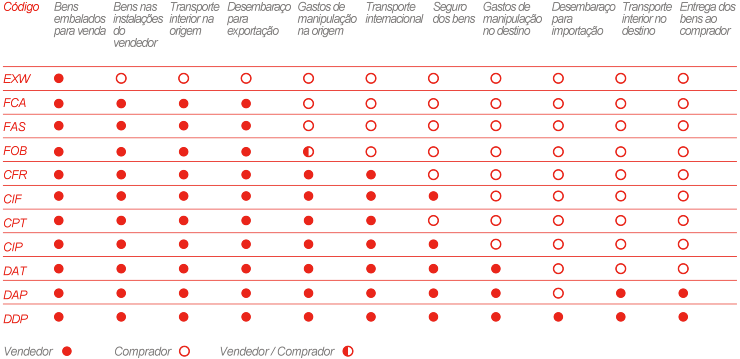 Código
Bens
embalados
para venda
Bens nas
instalações
do
vendedor
Transporte
interior na
origem
Desembaraço
para
exportação
Gastos de
manipulação
na origem
Transporte
internacional
Seguro
dos bens
Gastos de
manipulação
no destino
Desembaraço
para
importação
Transporte
interior no
destino
Entrega dos
bens ao
comprador
EXW
FCA
FAS
FOB
CFR
CIF
CPT
CIP
DAT
DAP
DDP
Vendedor Comprador Vendedor / Comprador